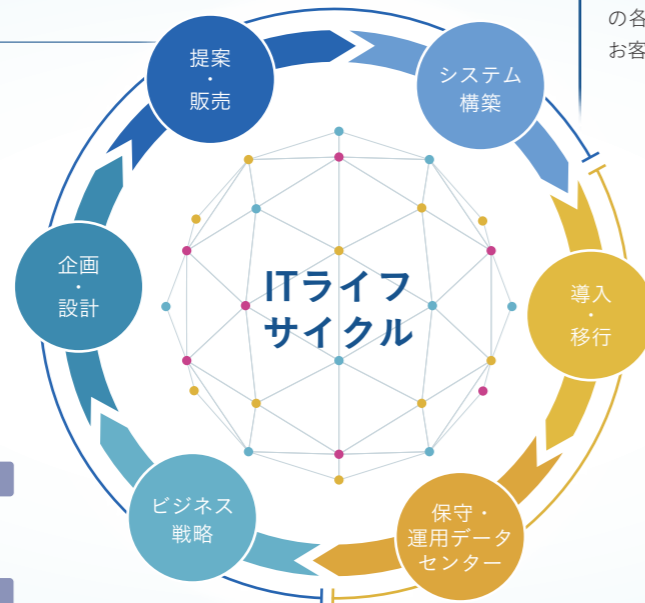 の各
お客
提案
・
販売
システム
構築
企画
・
設計
ITライフ
サイクル
導入
・
移行
ビジネス
戦略
保守・
運用データ
センター